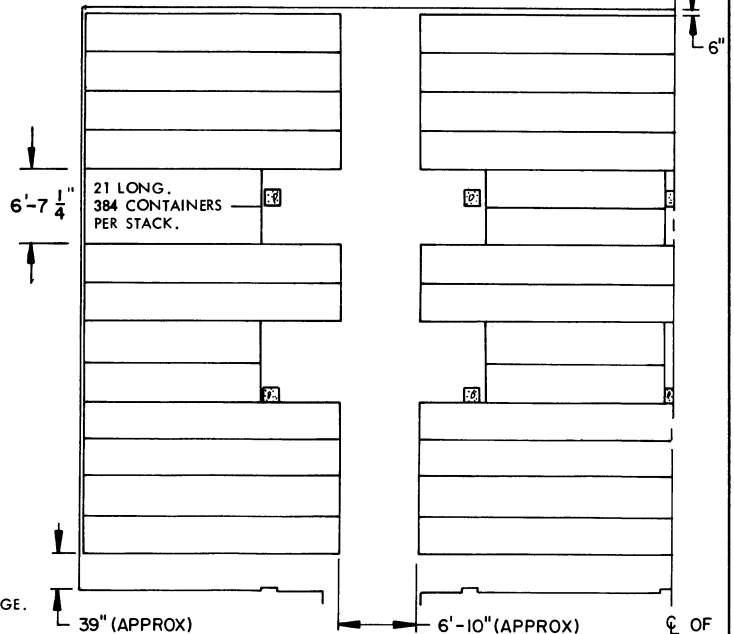 6"
6'-7 1/4"
21 LONG.
384 CONTAINERS
PER STACK.
GE.
39" (APPROX)
6'-10" (APPROX)
℄ OF